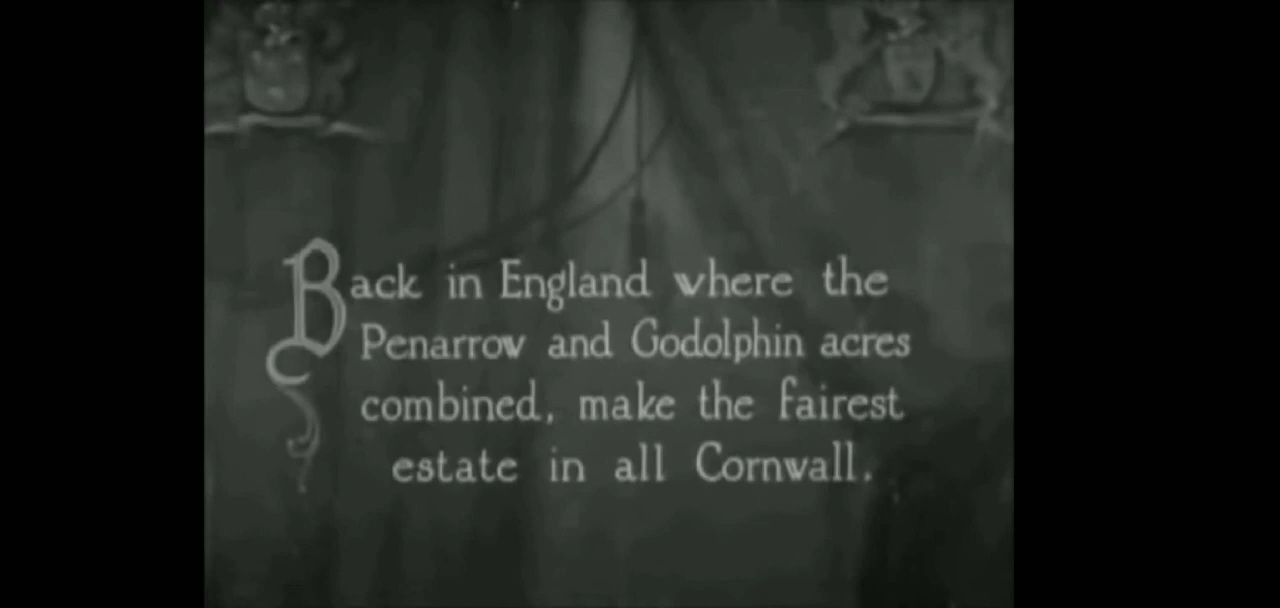 Back in England where the
Penarrow and Godolphin acres
combined, make the fairest
estate in all Cornwall.